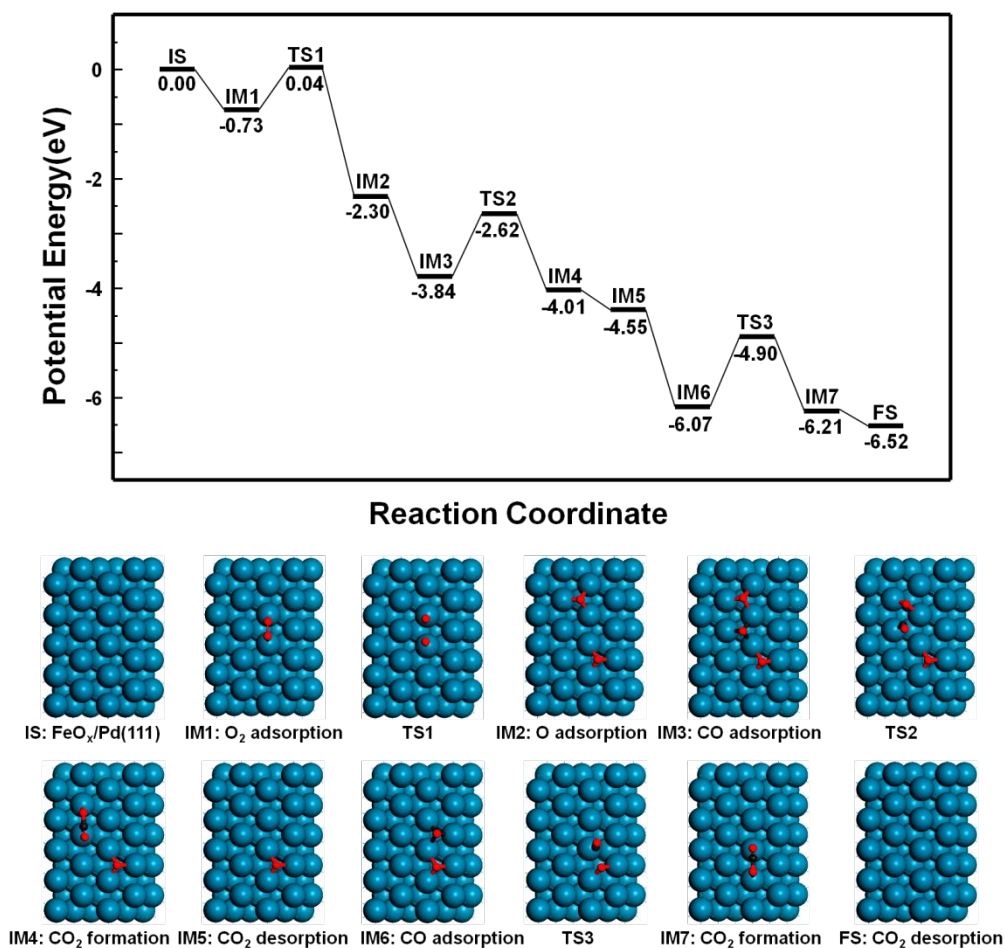 Potential Energy(eV)
0
-2
-4
-6
IS
0.00
IM1
-0.73
TS1
0.04
IM2
-2.30
IM3
-3.84
TS2
-2.62
IM4
-4.01
IM5
-4.55
IM6
-6.07
TS3
-4.90
IM7
-6.21
FS
-6.52
Reaction Coordinate
IS: FeOₓ/Pd(111) IM1: O₂ adsorption TS1 IM2: O adsorption IM3: CO adsorption TS2
IM4: CO₂ formation IM5: CO₂ desorption IM6: CO adsorption TS3 IM7: CO₂ formation FS: CO₂ desorption